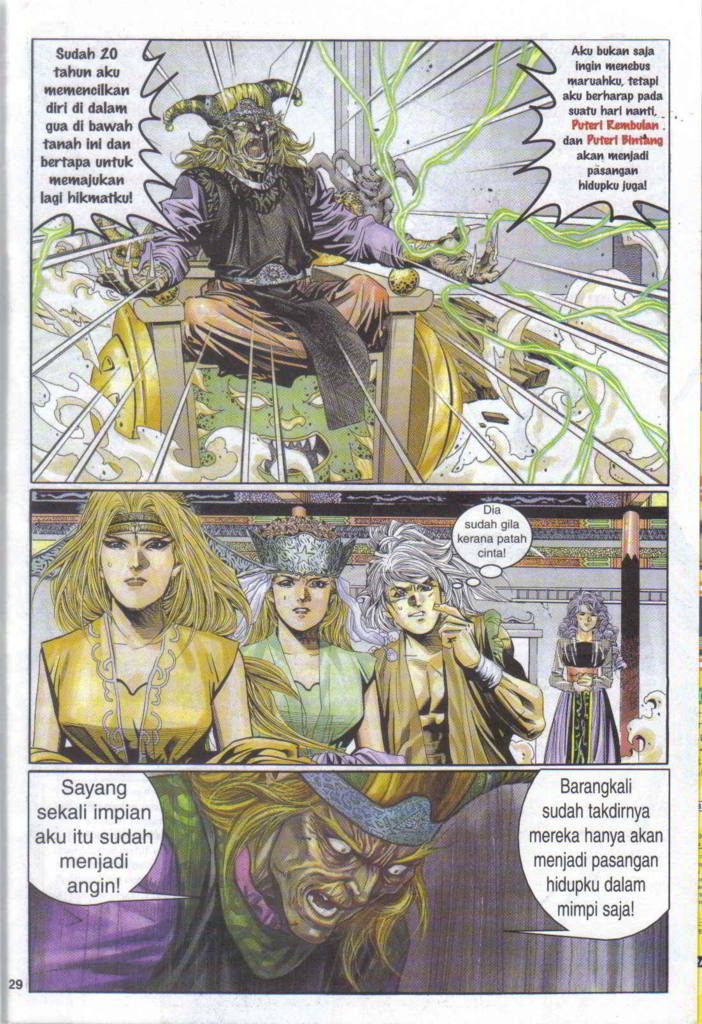 Sudah 20
tahun aku
memencilkan
diri di dalam
gua di bawah
tanah ini dan
bertapa untuk
memajukan
lagi hikmatku!
Aku bukan saja
ingin menebus
maruahku, tetapi
aku berharap pada
suatu hari nanti,
Puteri Rembulan
dan Puteri Bintang
akan menjadi
pasangan
hidupku juga!
Dia
sudah gila
kerana patah
cinta!
Sayang
sekali impian
aku itu sudah
menjadi
angin!
Barangkali
sudah takdirnya
mereka hanya akan
menjadi pasangan
hidupku dalam
mimpi saja!
29